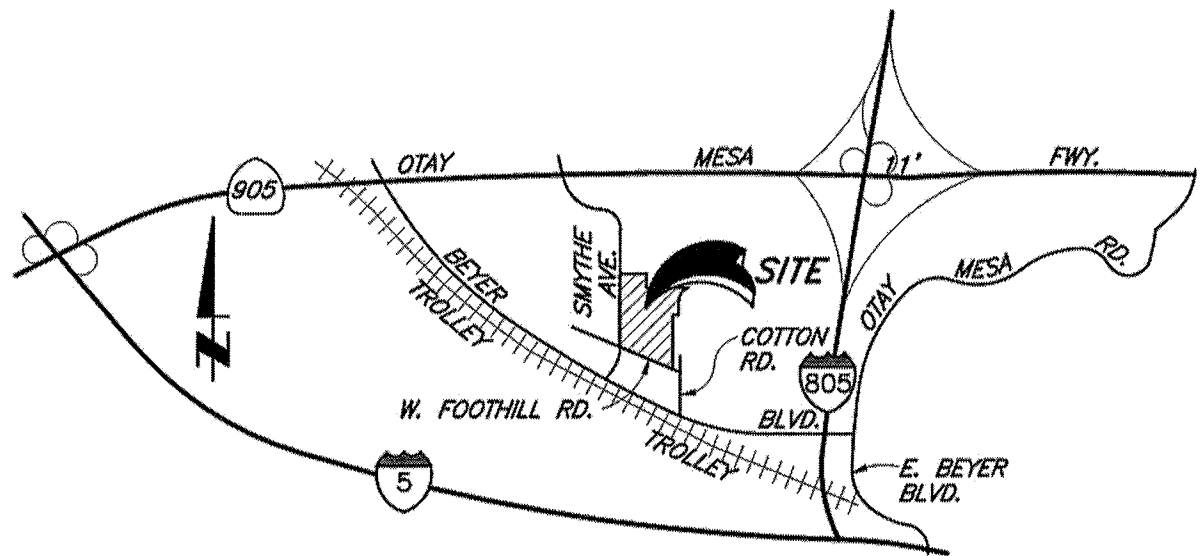 OTAY MESA FWY.
905
SMYTHE
AVE.
BEYER
TROLLEY
SITE
OTAY MESA RD.
COTTON
RD.
805
W. FOOTHILL RD.
BLVD.
TROLLEY
5
E. BEYER
BLVD.